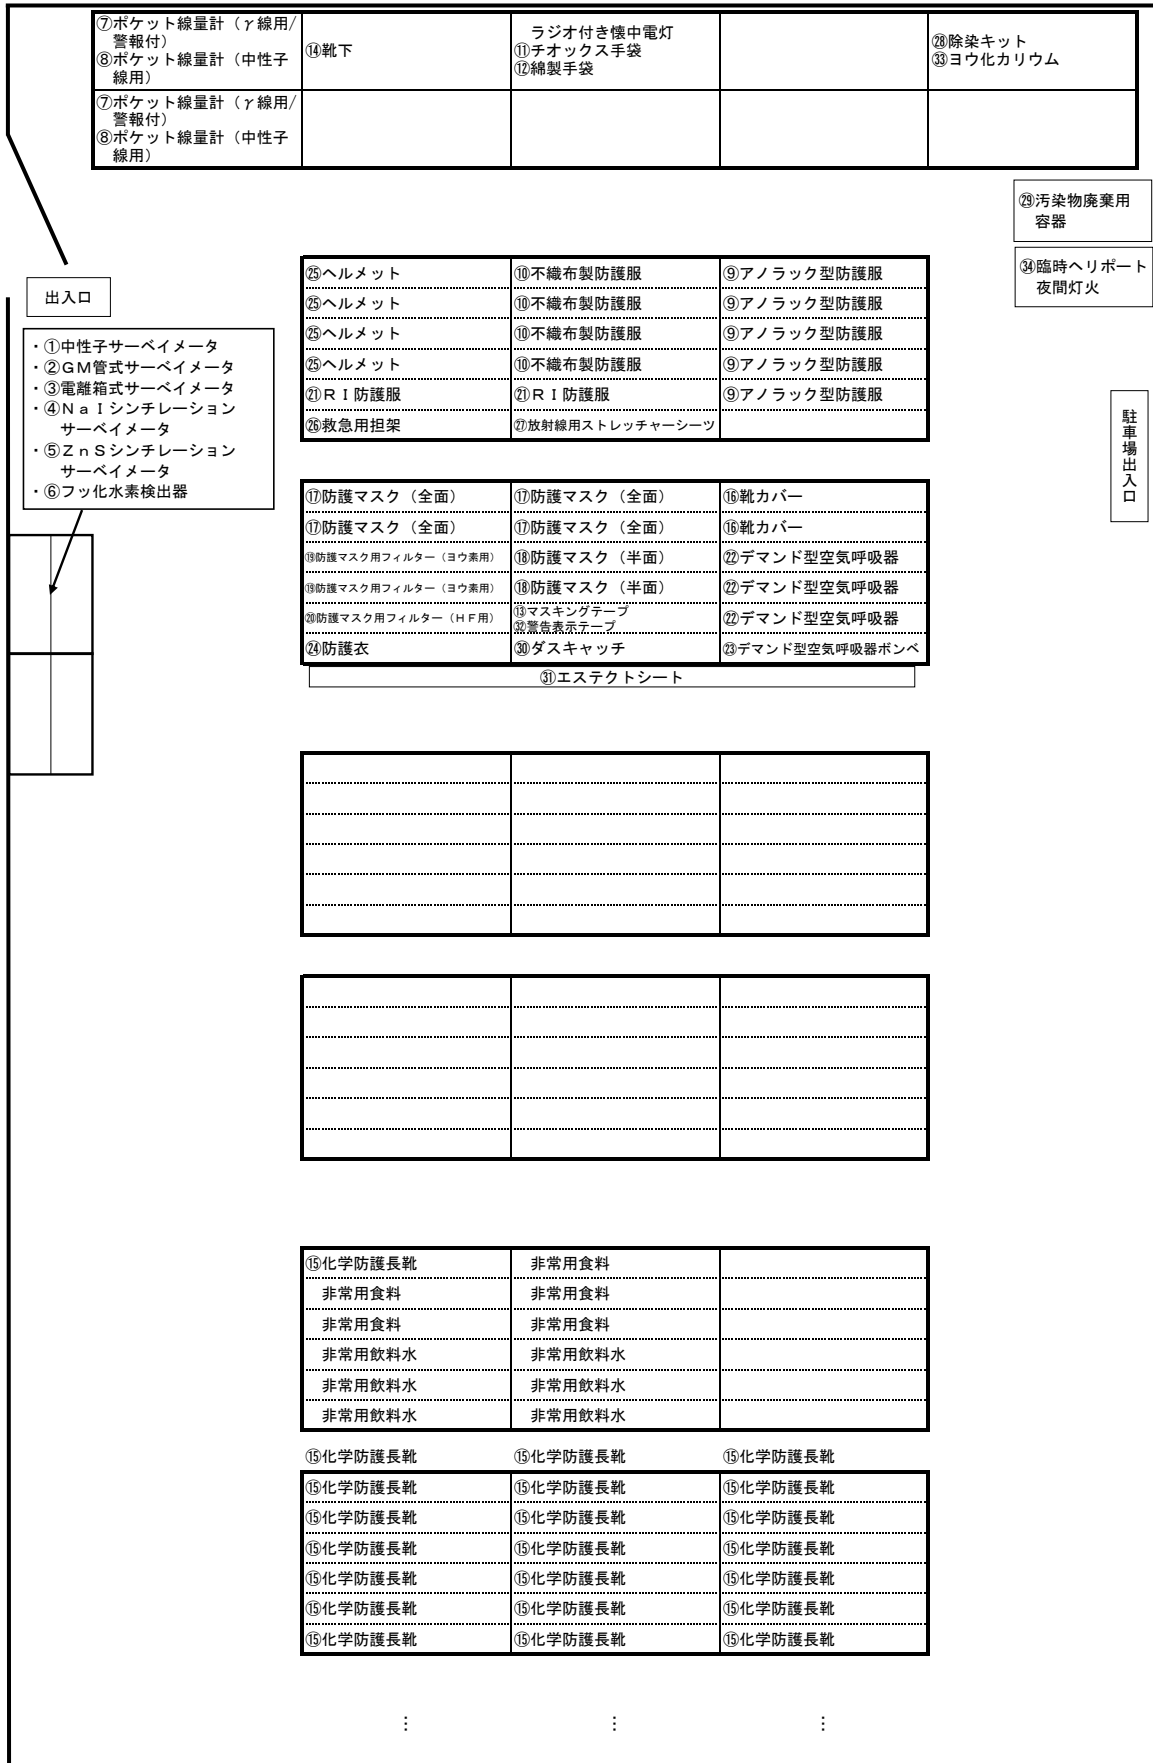 ⑦ポケット線量計（γ線用/
警報付）
⑧ポケット線量計（中性子
線用）
⑭靴下
ラジオ付き懐中電灯
⑪チオックス手袋
⑫綿製手袋
㉘除染キット
㉝ヨウ化カリウム
⑦ポケット線量計（γ線用/
警報付）
⑧ポケット線量計（中性子
線用）
㉙汚染物廃棄用
容器
㉞臨時ヘリポート
夜間灯火
出入口
・①中性子サーベイメータ
・②ＧＭ管式サーベイメータ
・③電離箱式サーベイメータ
・④ＮａＩシンチレーション
サーベイメータ
・⑤ＺｎＳシンチレーション
サーベイメータ
・⑥フッ化水素検出器
駐車場出入口
㉕ヘルメット ⑩不織布製防護服 ⑨アノラック型防護服
㉕ヘルメット ⑩不織布製防護服 ⑨アノラック型防護服
㉕ヘルメット ⑩不織布製防護服 ⑨アノラック型防護服
㉕ヘルメット ⑩不織布製防護服 ⑨アノラック型防護服
㉑ＲＩ防護服 ㉑ＲＩ防護服 ⑨アノラック型防護服
㉖救急用担架 ㉗放射線用ストレッチャーシーツ
⑰防護マスク（全面） ⑰防護マスク（全面） ⑯靴カバー
⑰防護マスク（全面） ⑰防護マスク（全面） ⑯靴カバー
⑲防護マスク用フィルター（ヨウ素用） ⑱防護マスク（半面） ㉒デマンド型空気呼吸器
⑲防護マスク用フィルター（ヨウ素用） ⑱防護マスク（半面） ㉒デマンド型空気呼吸器
⑳防護マスク用フィルター（ＨＦ用）
⑬マスキングテープ
㉜警告表示テープ
㉒デマンド型空気呼吸器
㉔防護衣 ㉚ダスキャッチ ㉓デマンド型空気呼吸器ボンベ
㉛エステクトシート
⑮化学防護長靴 非常用食料
非常用食料 非常用食料
非常用食料 非常用食料
非常用飲料水 非常用飲料水
非常用飲料水 非常用飲料水
非常用飲料水 非常用飲料水
⑮化学防護長靴 ⑮化学防護長靴 ⑮化学防護長靴
⑮化学防護長靴 ⑮化学防護長靴 ⑮化学防護長靴
⑮化学防護長靴 ⑮化学防護長靴 ⑮化学防護長靴
⑮化学防護長靴 ⑮化学防護長靴 ⑮化学防護長靴
⑮化学防護長靴 ⑮化学防護長靴 ⑮化学防護長靴
⑮化学防護長靴 ⑮化学防護長靴 ⑮化学防護長靴
⑮化学防護長靴 ⑮化学防護長靴 ⑮化学防護長靴
⋮ ⋮ ⋮